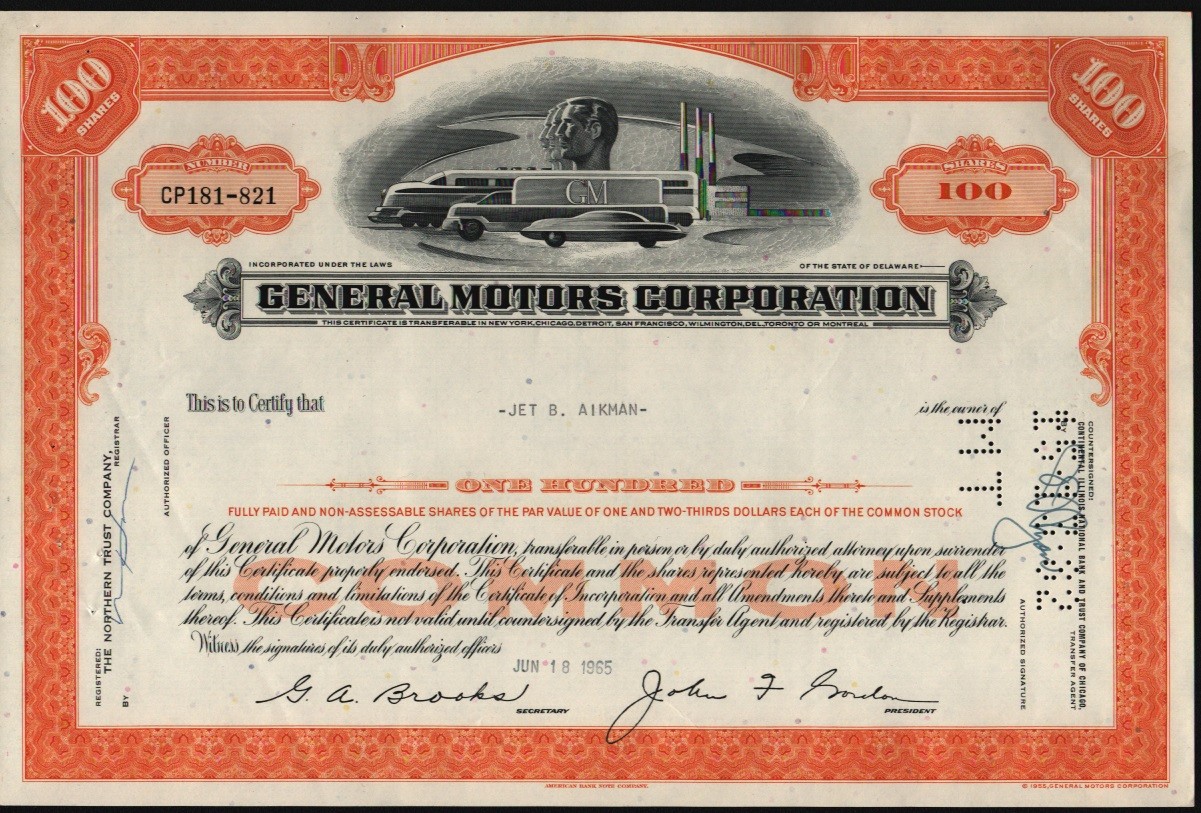 100
SHARES
100
SHARES
NUMBER
CP181-821
SHARES
100
GM
INCORPORATED UNDER THE LAWS
OF THE STATE OF DELAWARE
GENERAL MOTORS CORPORATION
THIS CERTIFICATE IS TRANSFERABLE IN NEW YORK, CHICAGO, DETROIT, SAN FRANCISCO, WILMINGTON, DEL., TORONTO OR MONTREAL
This is to Certify that
-JET B. AIKMAN-
is the owner of
ONE HUNDRED
FULLY PAID AND NON-ASSESSABLE SHARES OF THE PAR VALUE OF ONE AND TWO-THIRDS DOLLARS EACH OF THE COMMON STOCK
of General Motors Corporation, transferable in person or by duly authorized attorney upon surrender
of this Certificate properly endorsed. This Certificate and the shares represented hereby are subject to all the
terms, conditions and limitations of the Certificate of Incorporation and all Amendments thereto and Supplements
thereof. This Certificate is not valid until countersigned by the Transfer Agent and registered by the Registrar.
COMMON
Witness the signatures of its duly authorized officers
JUN 18 1965
G. A. Brooks
SECRETARY
John F Gordon
PRESIDENT
REGISTERED:
THE NORTHERN TRUST COMPANY,
REGISTRAR
BY
AUTHORIZED OFFICER
COUNTERSIGNED:
CONTINENTAL ILLINOIS NATIONAL BANK AND TRUST COMPANY OF CHICAGO,
TRANSFER AGENT
BY
AUTHORIZED SIGNATURE
AMERICAN BANK NOTE COMPANY.
© 1955, GENERAL MOTORS CORPORATION